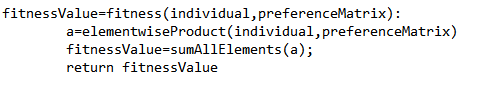 fitnessValue=fitness(individual,preferenceMatrix):
a=elementwiseProduct(individual,preferenceMatrix)
fitnessValue=sumAllElements(a);
return fitnessValue